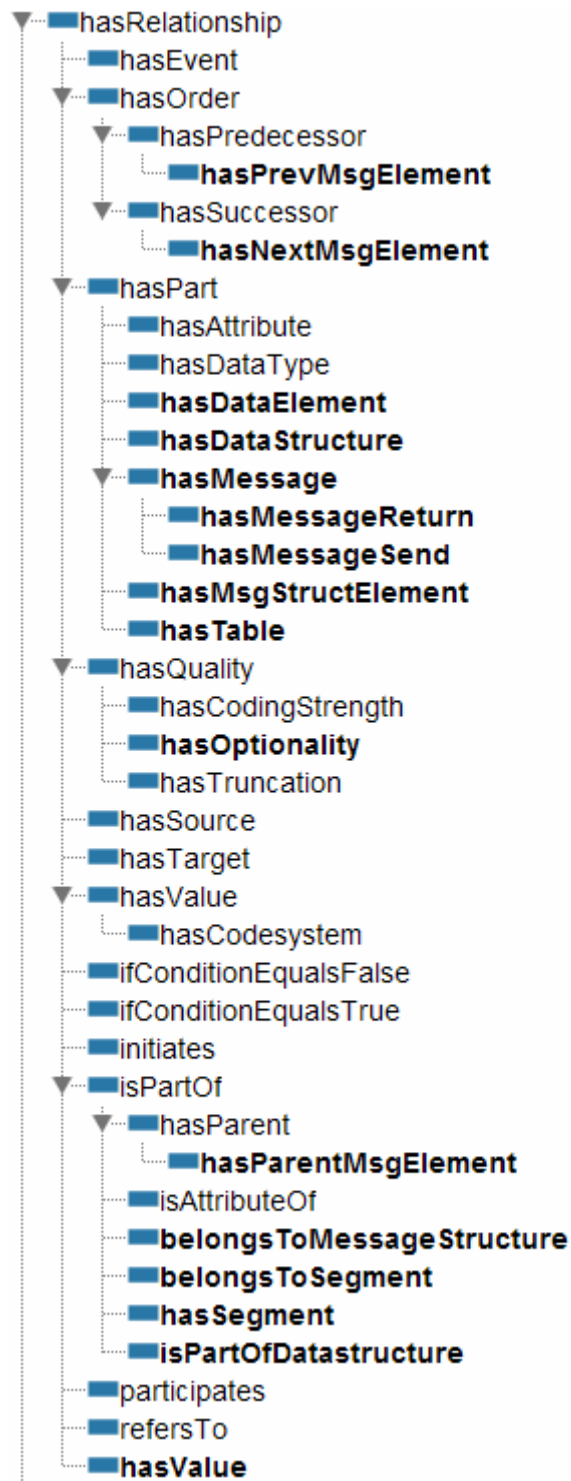 hasRelationship
hasEvent
hasOrder
hasPredecessor
hasPrevMsgElement
hasSuccessor
hasNextMsgElement
hasPart
hasAttribute
hasDataType
hasDataElement
hasDataStructure
hasMessage
hasMessageReturn
hasMessageSend
hasMsgStructElement
hasTable
hasQuality
hasCodingStrength
hasOptionality
hasTruncation
hasSource
hasTarget
hasValue
hasCodesystem
ifConditionEqualsFalse
ifConditionEqualsTrue
initiates
isPartOf
hasParent
hasParentMsgElement
isAttributeOf
belongsToMessageStructure
belongsToSegment
hasSegment
isPartOfDatastructure
participates
refersTo
hasValue